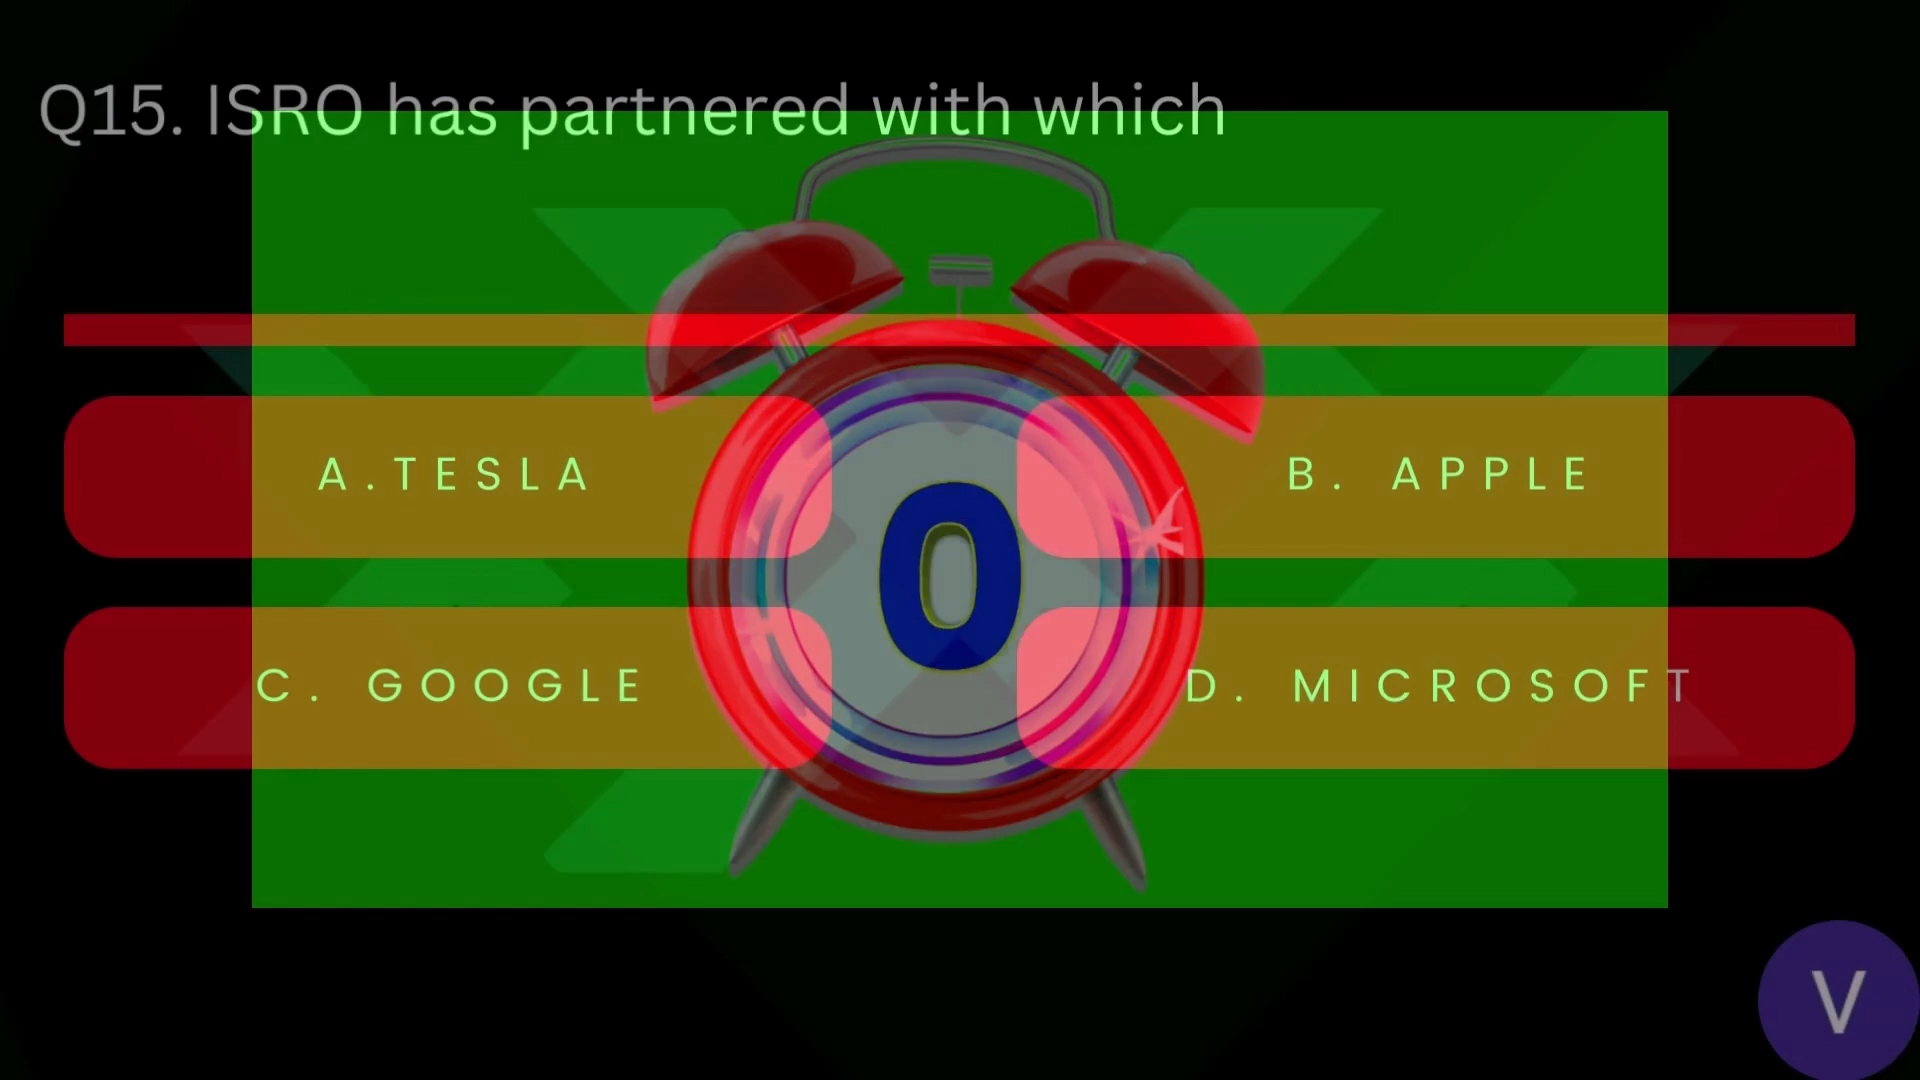 Q15. ISRO has partnered with which
A.TESLA
B. APPLE
0
C. GOOGLE
D. MICROSOFT
V